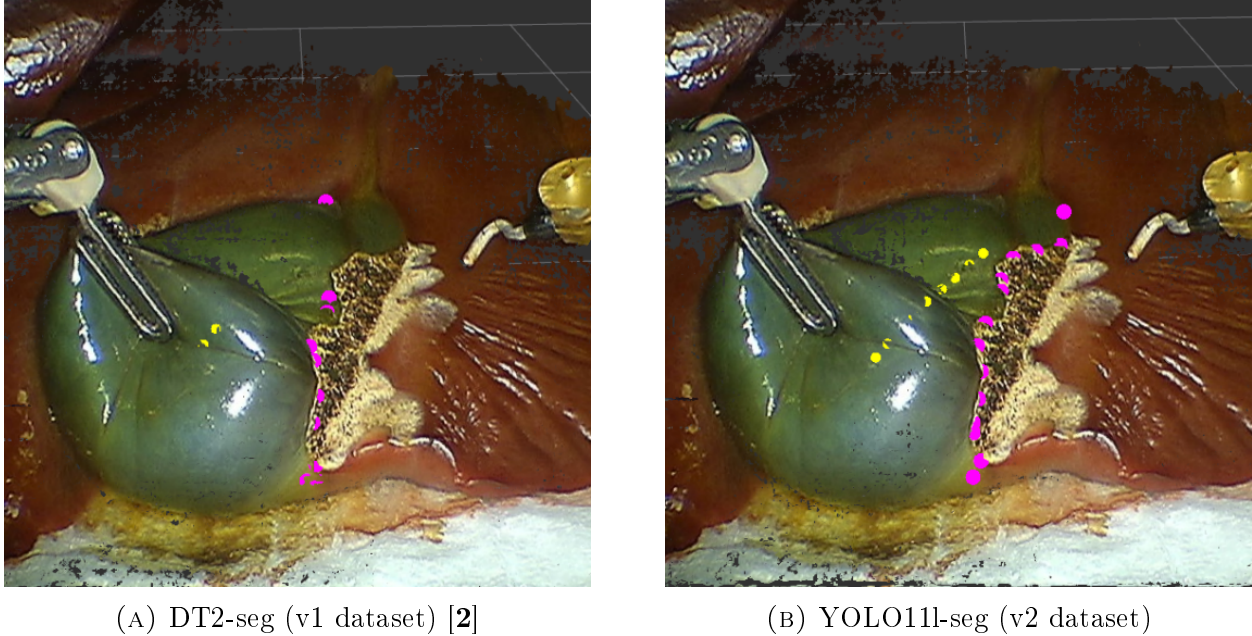 (A) DT2-seg (v1 dataset) [2]
(B) YOLO11l-seg (v2 dataset)